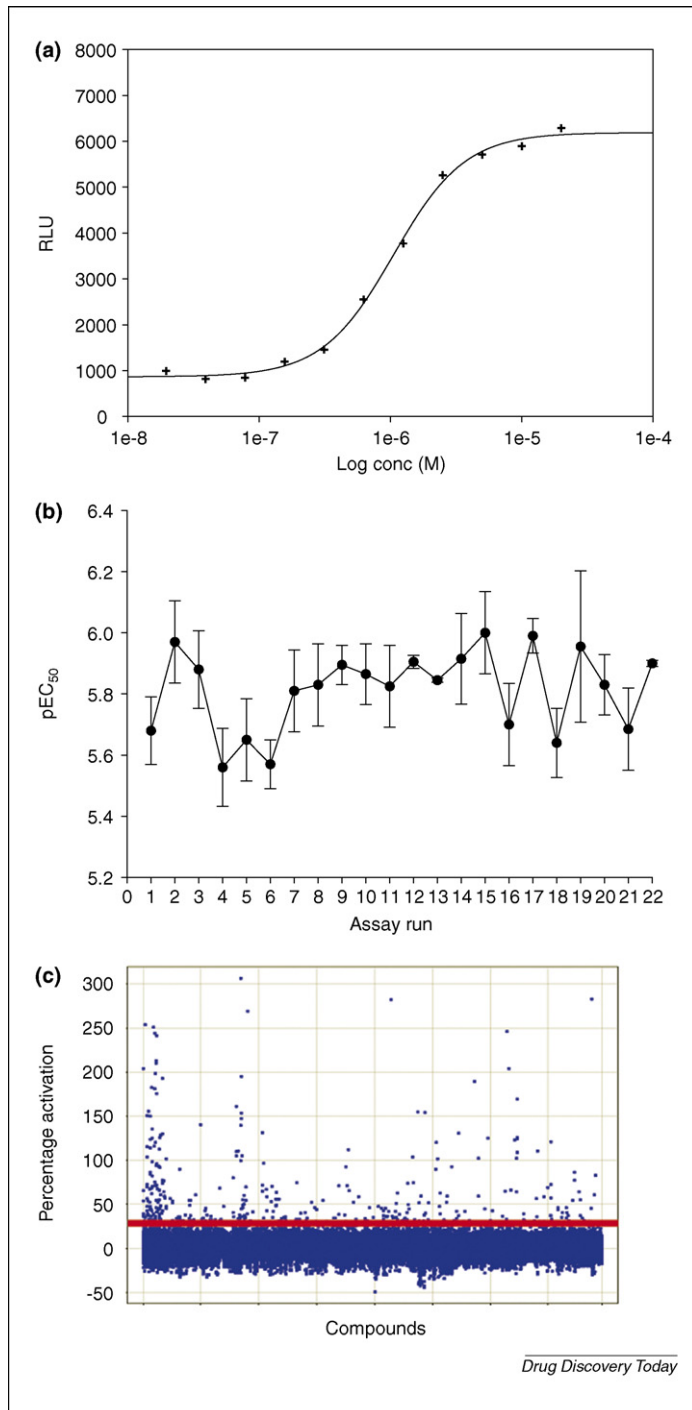 (a)
8000
7000
6000
5000
4000
3000
2000
1000
0
RLU
1e-8 1e-7 1e-6 1e-5 1e-4
Log conc (M)
(b)
6.4
6.2
6.0
5.8
5.6
5.4
5.2
pEC50
0 1 2 3 4 5 6 7 8 9 10 11 12 13 14 15 16 17 18 19 20 21 22
Assay run
(c)
300
250
200
150
100
50
0
-50
Percentage activation
Compounds
Drug Discovery Today